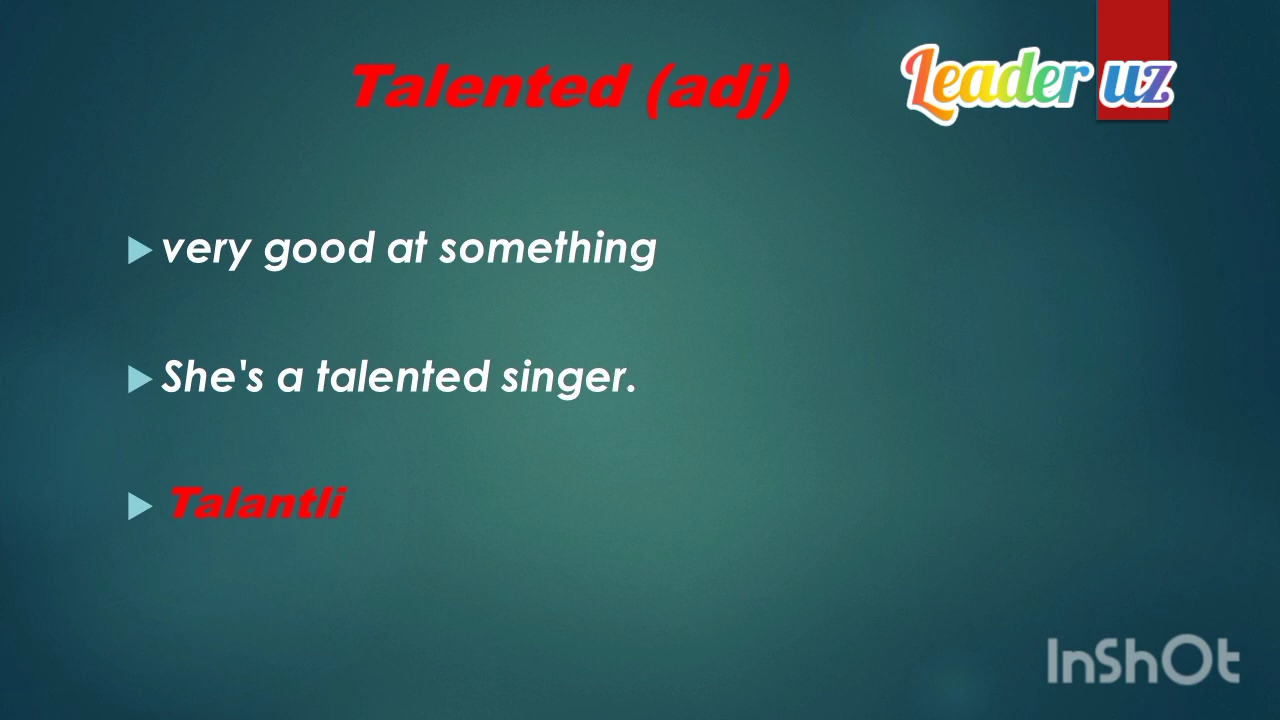 Talented (adj)
Leader uz
very good at something
She's a talented singer.
Talantli
InShOt